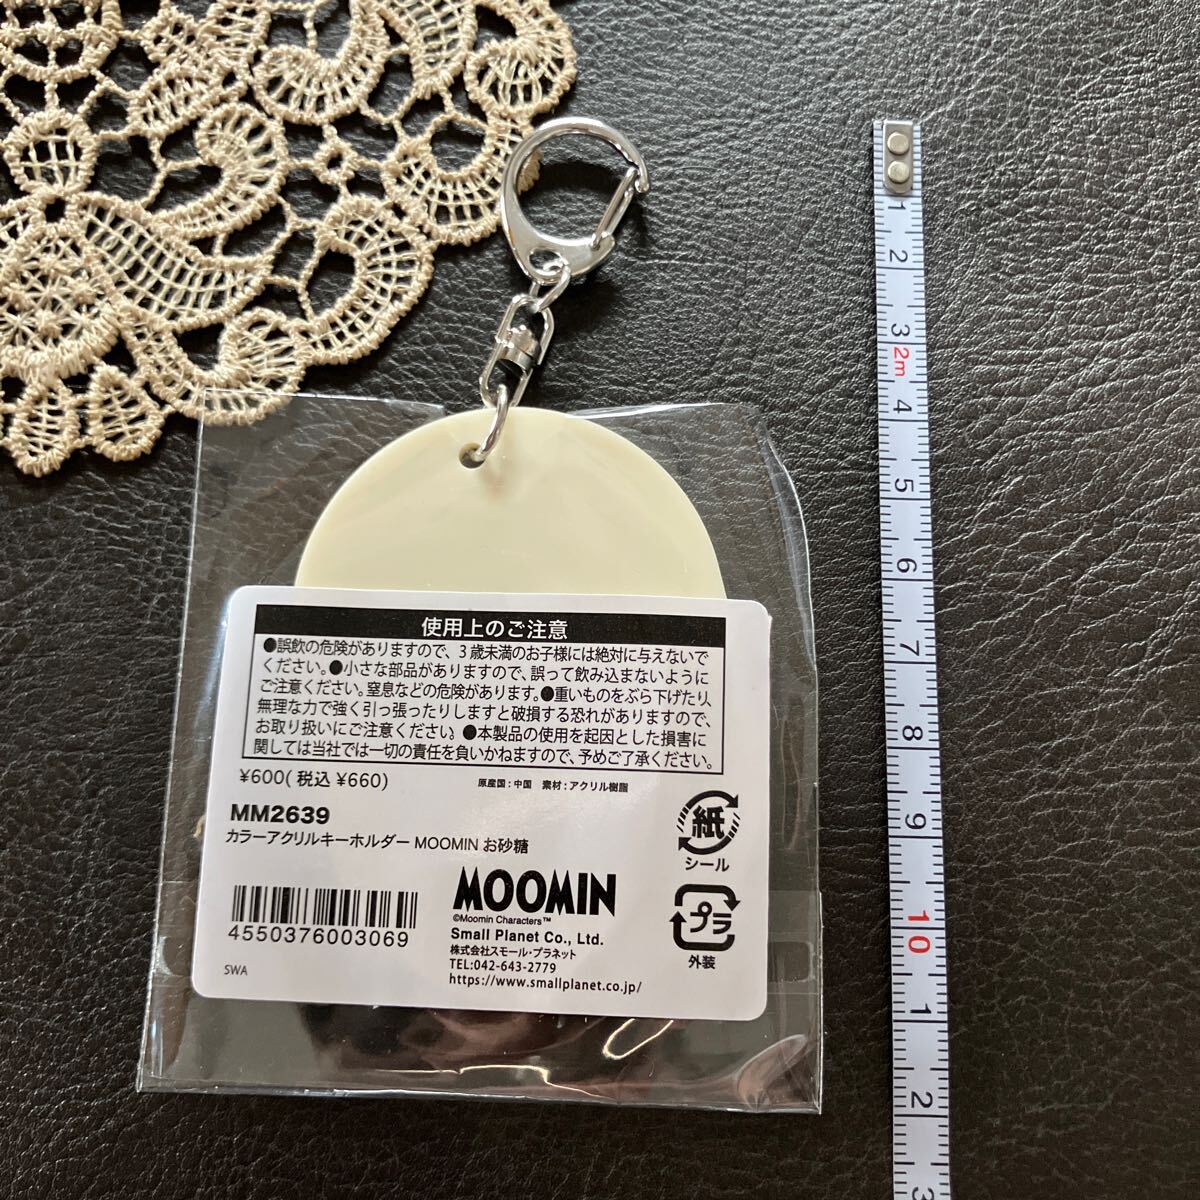 使用上のご注意
●誤飲の危険がありますので、3歳未満のお子様には絶対に与えないで
ください。●小さな部品がありますので、誤って飲み込まないように
ご注意ください。窒息などの危険があります。●重いものをぶら下げたり、
無理な力で強く引っ張ったりしますと破損する恐れがありますので、
お取り扱いにご注意ください。●本製品の使用を起因とした損害に
関しては当社では一切の責任を負いかねますので、予めご了承ください。
¥600(税込 ¥660)
原産国:中国 素材:アクリル樹脂
MM2639
カラーアクリルキーホルダー MOOMIN お砂糖
紙
シール
プラ
外装
4550376003069
SWA
MOOMIN
©Moomin Characters™
Small Planet Co., Ltd.
株式会社スモール・プラネット
TEL:042-643-2779
https://www.smallplanet.co.jp/
1
2
3
2m
4
5
6
7
8
9
10
1
2
3